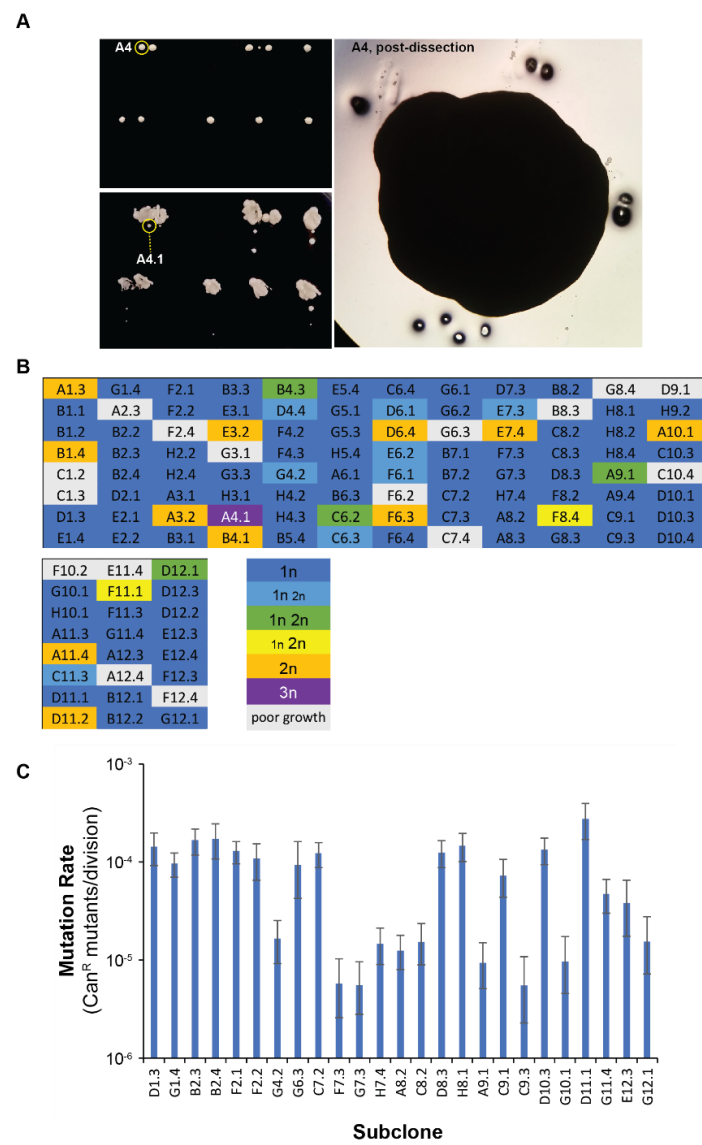 A
A4
A4, post-dissection
A4.1
B
A1.3 G1.4 F2.1 B3.3 B4.3 E5.4 C6.4 G6.1 D7.3 B8.2 G8.4 D9.1
B1.1 A2.3 F2.2 E3.1 D4.4 G5.1 D6.1 G6.2 E7.3 B8.3 H8.1 H9.2
B1.2 B2.2 F2.4 E3.2 F4.2 G5.3 D6.4 G6.3 E7.4 C8.2 H8.2 A10.1
B1.4 B2.3 H2.2 G3.1 F4.3 H5.4 E6.2 B7.1 F7.3 C8.3 H8.4 C10.3
C1.2 B2.4 H2.4 G3.3 G4.2 A6.1 F6.1 B7.2 G7.3 D8.3 A9.1 C10.4
C1.3 D2.1 A3.1 H3.1 H4.2 B6.3 F6.2 C7.2 H7.4 F8.2 A9.4 D10.1
D1.3 E2.1 A3.2 A4.1 H4.3 C6.2 F6.3 C7.3 A8.2 F8.4 C9.1 D10.3
E1.4 E2.2 B3.1 B4.1 B5.4 C6.3 F6.4 C7.4 A8.3 G8.3 C9.3 D10.4
F10.2 E11.4 D12.1
G10.1 F11.1 D12.3
H10.1 F11.3 D12.2
A11.3 G11.4 E12.3
A11.4 A12.3 E12.4
C11.3 A12.4 F12.3
D11.1 B12.1 F12.4
D11.2 B12.2 G12.1
1n
1n 2n
1n 2n
1n 2n
2n
3n
poor growth
C
Mutation Rate
(Canᴿ mutants/division)
10⁻³
10⁻⁴
10⁻⁵
10⁻⁶
D1.3 G1.4 B2.3 B2.4 F2.1 F2.2 G4.2 G6.3 C7.2 F7.3 G7.3 H7.4 A8.2 C8.2 D8.3 H8.1 A9.1 C9.1 C9.3 D10.3 G10.1 D11.1 G11.4 E12.3 G12.1
Subclone